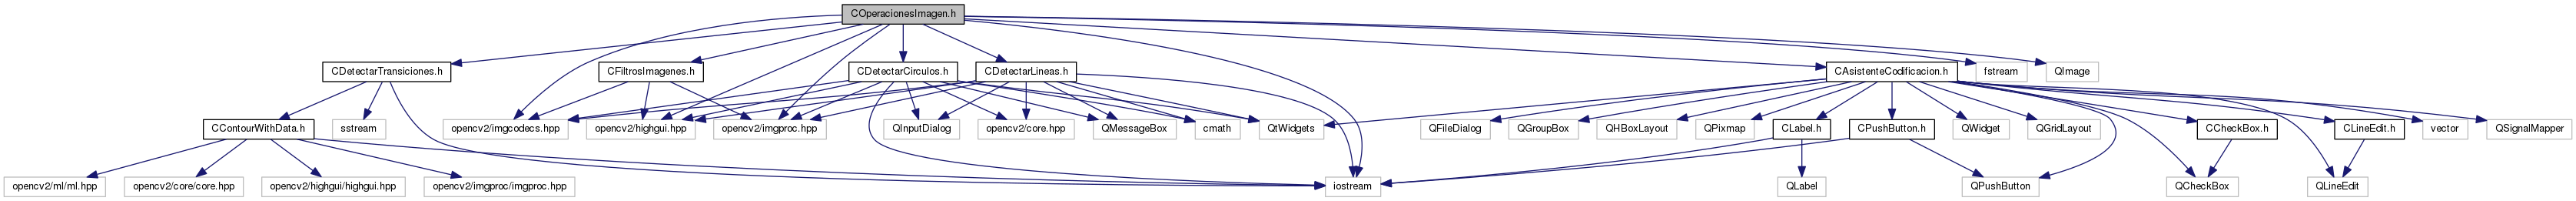 COperacionesImagen.h
CDetectarTransiciones.h
CFiltrosImagenes.h
CDetectarCirculos.h
CDetectarLineas.h
CAsistenteCodificacion.h
fstream
QImage
CContourWithData.h
sstream
opencv2/imgcodecs.hpp
opencv2/highgui.hpp
opencv2/imgproc.hpp
QInputDialog
opencv2/core.hpp
QMessageBox
cmath
QtWidgets
QFileDialog
QGroupBox
QHBoxLayout
QPixmap
CLabel.h
CPushButton.h
QWidget
QGridLayout
CCheckBox.h
CLineEdit.h
vector
QSignalMapper
opencv2/ml/ml.hpp
opencv2/core/core.hpp
opencv2/highgui/highgui.hpp
opencv2/imgproc/imgproc.hpp
iostream
QLabel
QPushButton
QCheckBox
QLineEdit